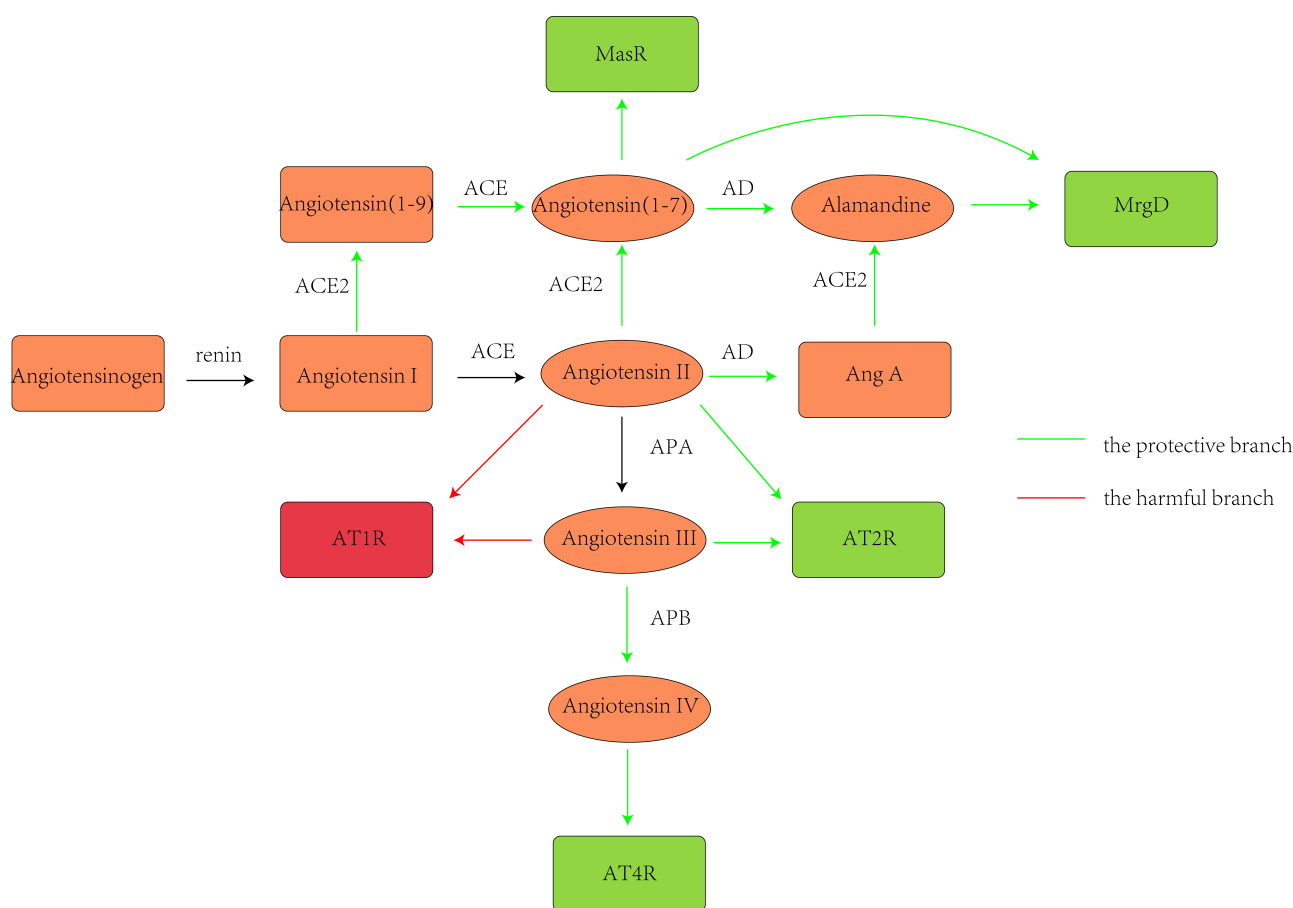 MasR
ACE
AD
Angiotensin(1-9)
Angiotensin(1-7)
Alamandine
MrgD
ACE2
ACE2
ACE2
renin
ACE
AD
Angiotensinogen
Angiotensin I
Angiotensin II
Ang A
APA
the protective branch
the harmful branch
AT1R
Angiotensin III
AT2R
APB
Angiotensin IV
AT4R